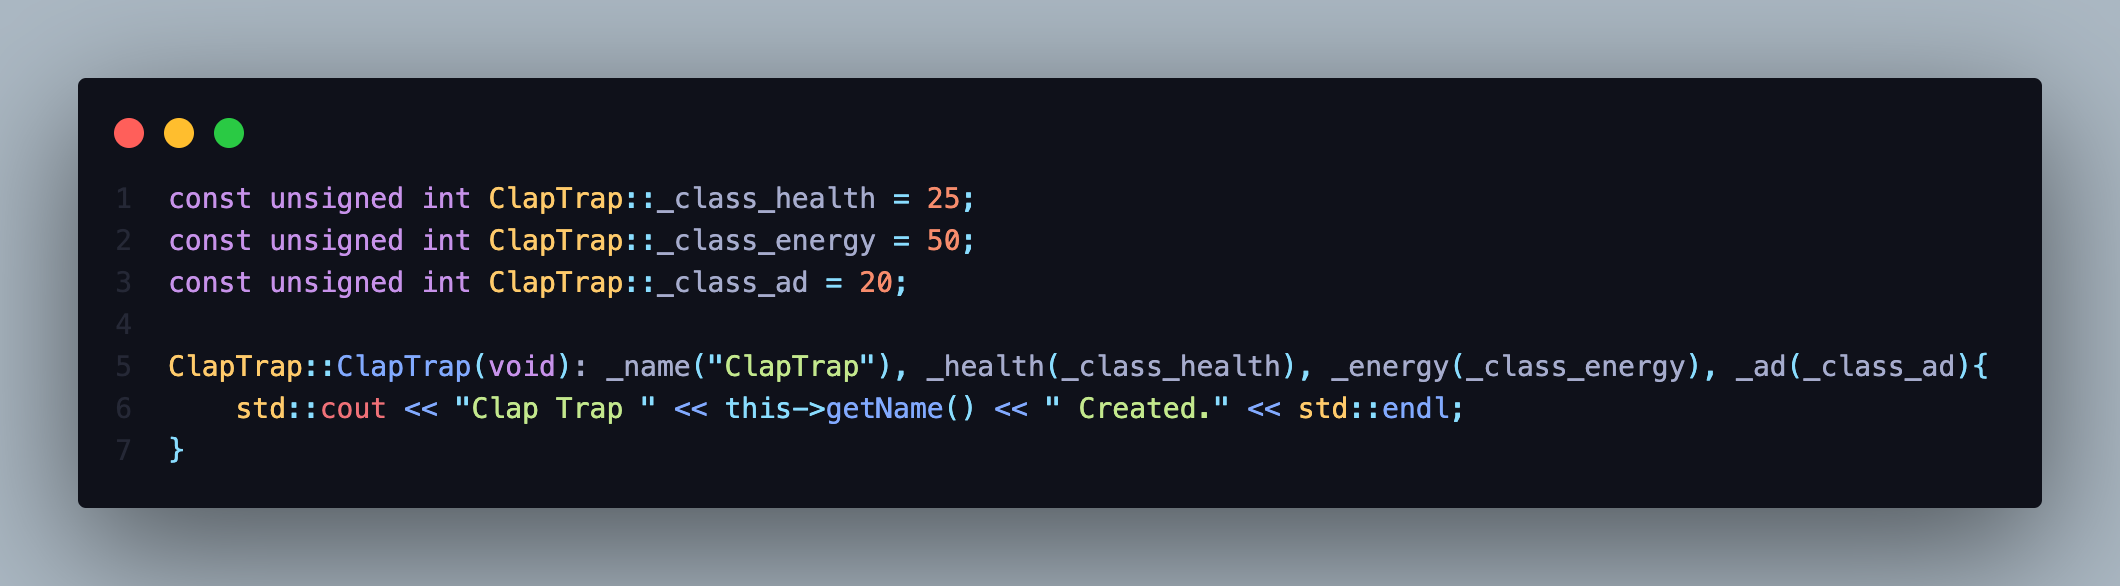 1 const unsigned int ClapTrap::_class_health = 25;
2 const unsigned int ClapTrap::_class_energy = 50;
3 const unsigned int ClapTrap::_class_ad = 20;
4
5 ClapTrap::ClapTrap(void): _name("ClapTrap"), _health(_class_health), _energy(_class_energy), _ad(_class_ad){
6     std::cout << "Clap Trap " << this->getName() << " Created." << std::endl;
7 }